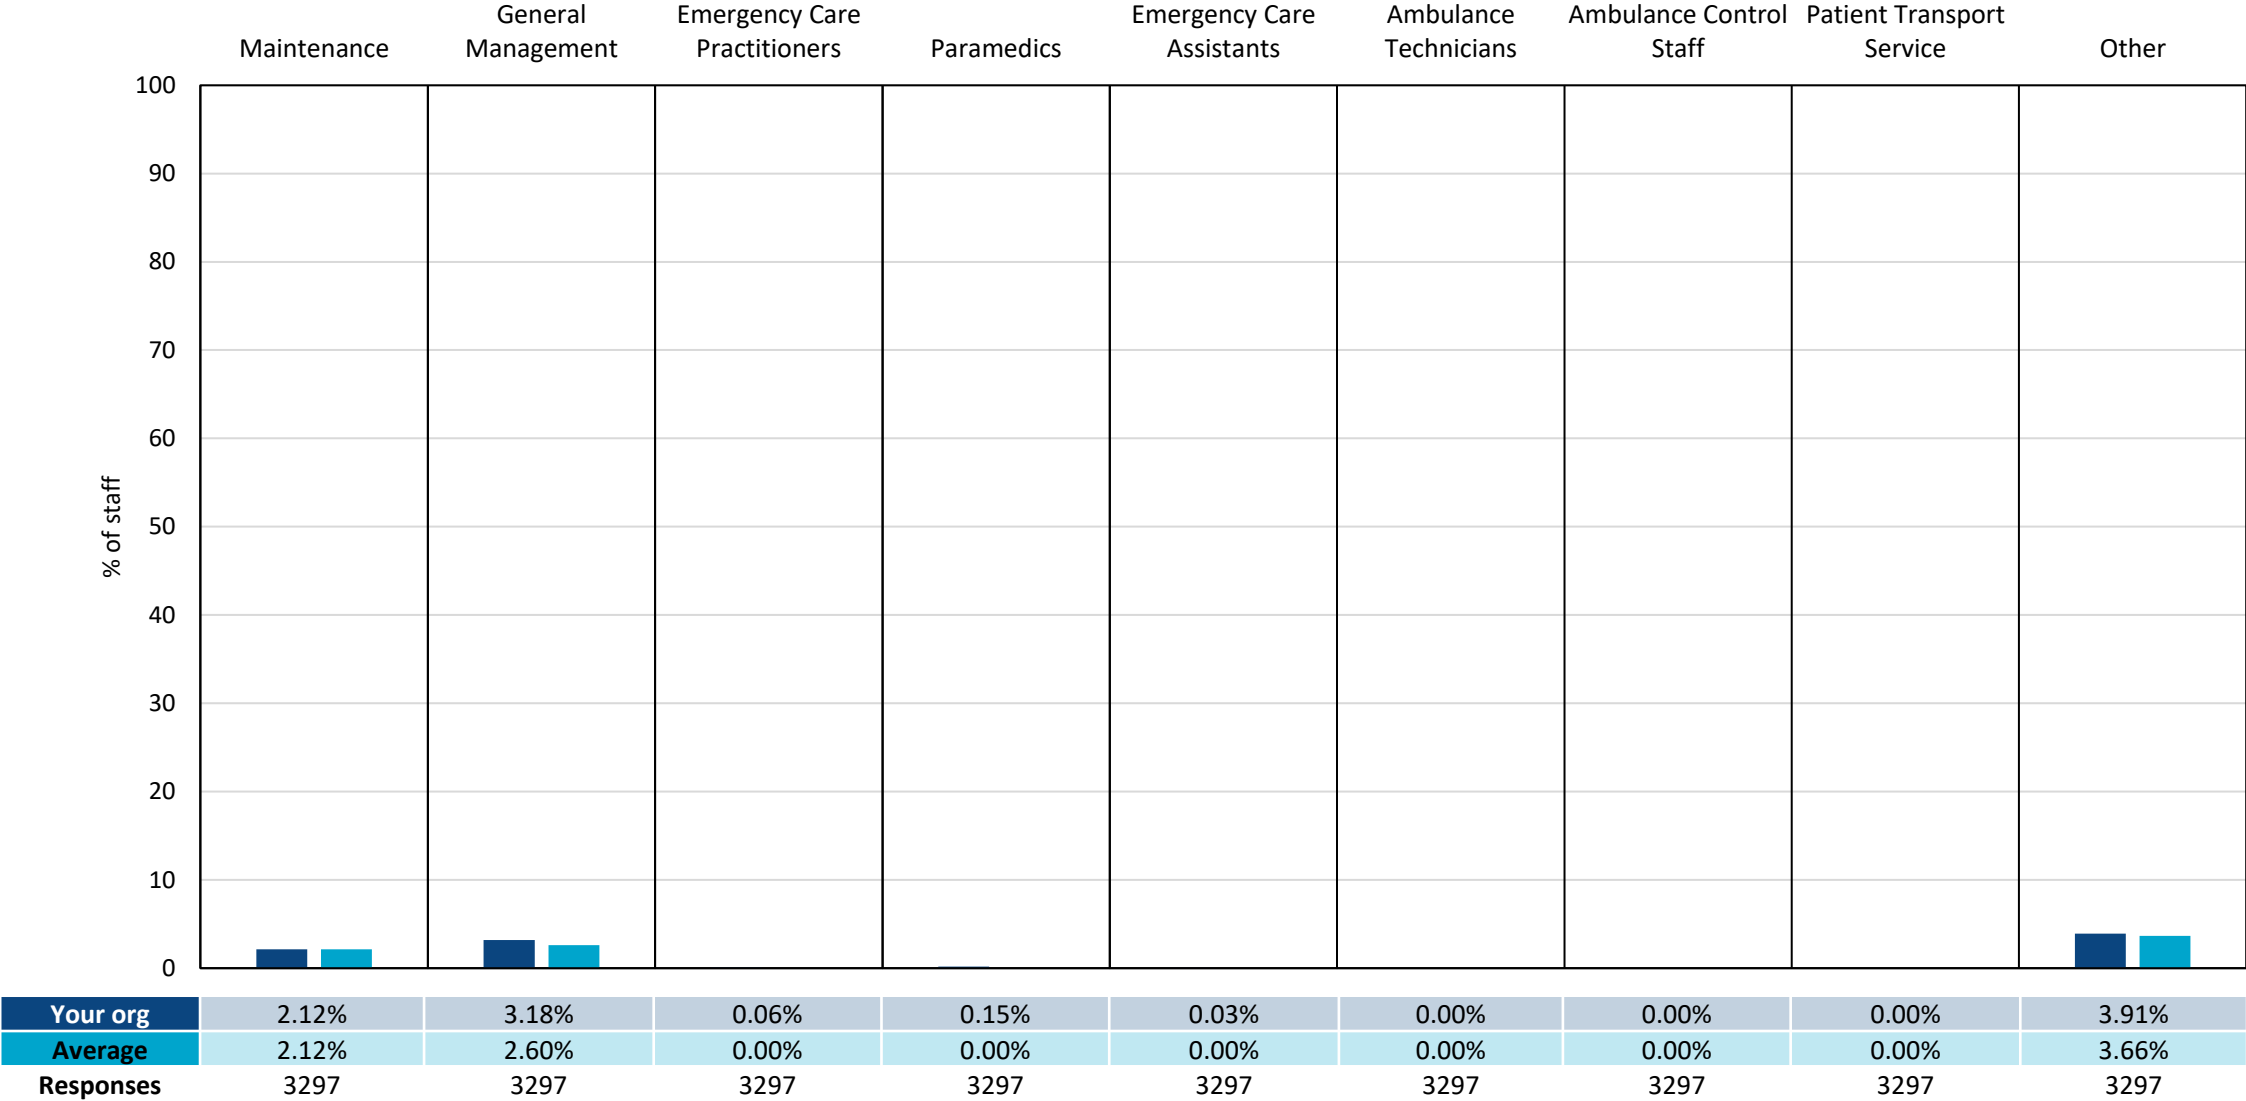 Maintenance
General
Management
Emergency Care
Practitioners
Paramedics
Emergency Care
Assistants
Ambulance
Technicians
Ambulance Control
Staff
Patient Transport
Service
Other
% of staff
100
90
80
70
60
50
40
30
20
10
0
Your org 2.12% 3.18% 0.06% 0.15% 0.03% 0.00% 0.00% 0.00% 3.91%
Average 2.12% 2.60% 0.00% 0.00% 0.00% 0.00% 0.00% 0.00% 3.66%
Responses 3297 3297 3297 3297 3297 3297 3297 3297 3297